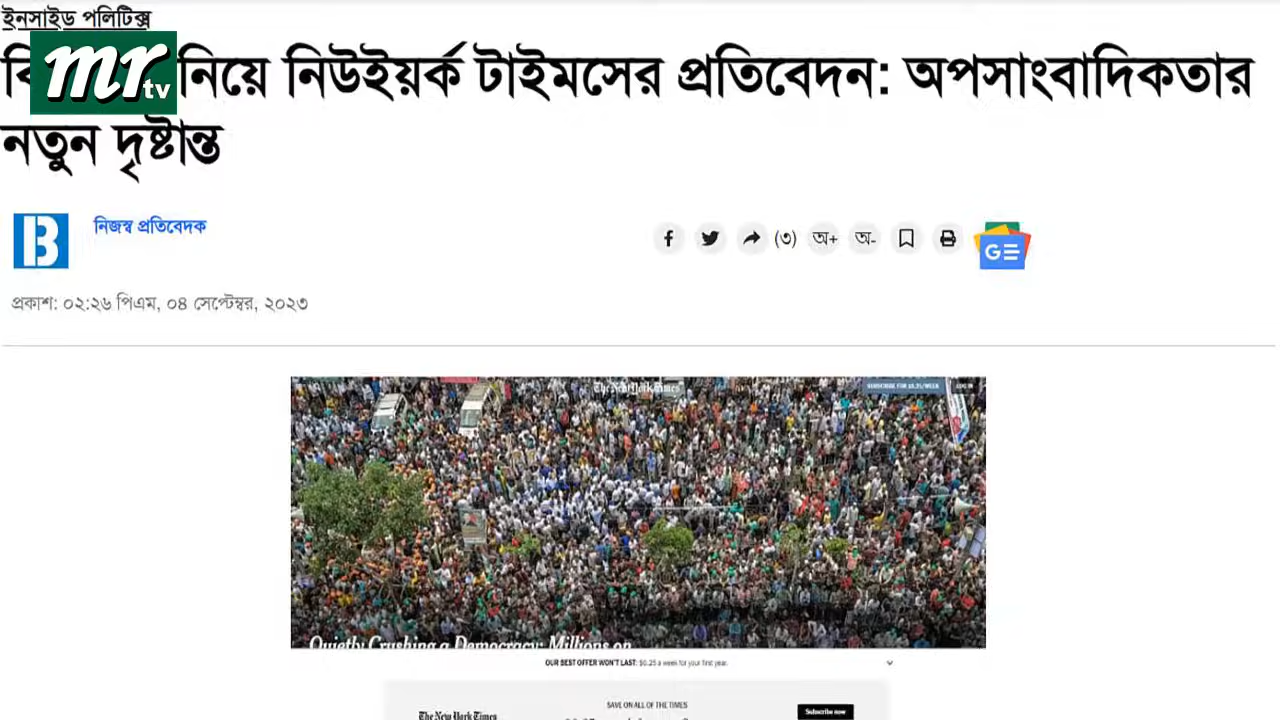 ইনসাইড পলিটিক্স
mr tv
নিয়ে নিউইয়র্ক টাইমসের প্রতিবেদন: অপসাংবাদিকতার
নতুন দৃষ্টান্ত
B
নিজস্ব প্রতিবেদক
(৩) অ+ অ-
G
প্রকাশ: ০২:২৬ পিএম, ০৪ সেপ্টেম্বর, ২০২৩
The New York Times
LOG IN
Quietly Crushing a Democracy: Millions on
OUR BEST OFFER WON'T LAST: $0.25 a week for your first year.
SAVE ON ALL OF THE TIMES
The New York Times
Subscribe now